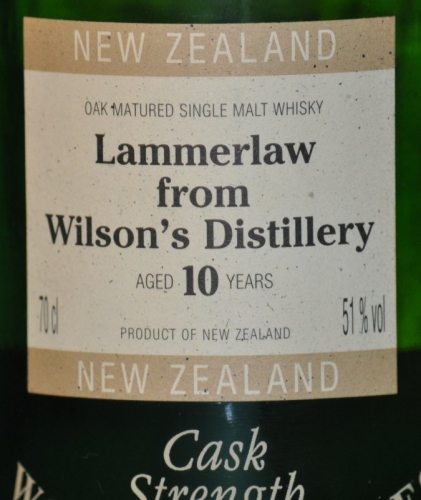 NEW ZEALAND
OAK MATURED SINGLE MALT WHISKY
Lammerlaw
from
Wilson's Distillery
AGED 10 YEARS
70 cl 51 % vol
PRODUCT OF NEW ZEALAND
NEW ZEALAND
Cask
Strength